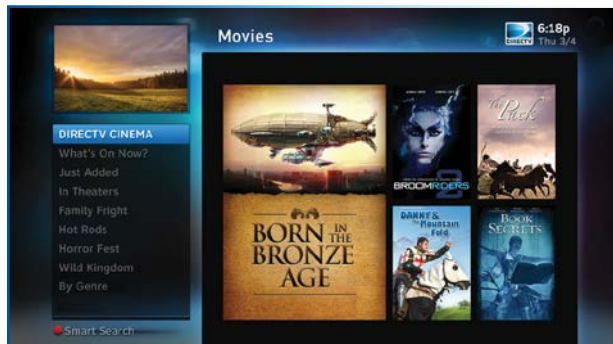 Movies
6:18p
DIRECTV
Thu 3/4
DIRECTV CINEMA
What's On Now?
Just Added
In Theaters
Family Fright
Hot Rods
Horror Fest
Wild Kingdom
By Genre
Smart Search
BORN IN THE
BRONZE
AGE
BROOMRIDERS
2
The
Pack
DANNY &
The Mountain
Fold
BOOK
SECRETS